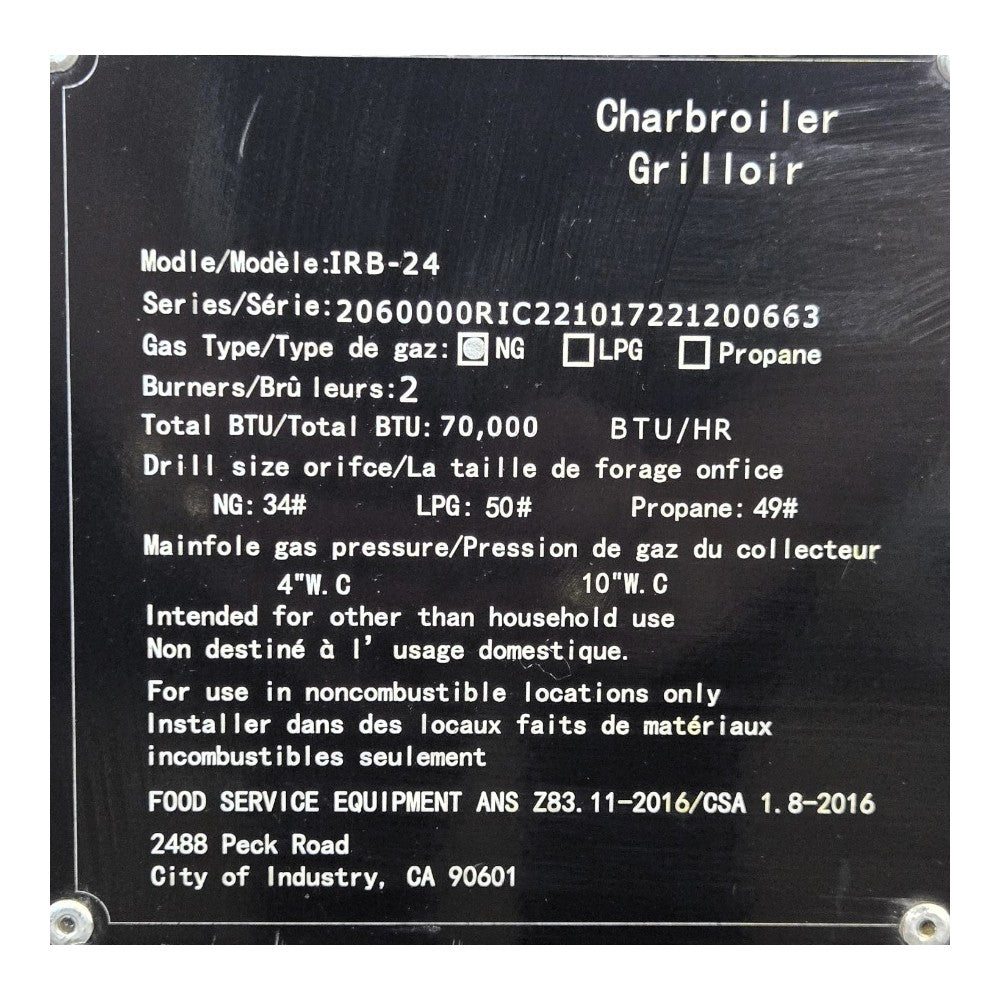 Charbroiler
Grilloir
Modle/Modèle:IRB-24
Series/Série:2060000RIC221017221200663
Gas Type/Type de gaz: NG LPG Propane
Burners/Brû leurs:2
Total BTU/Total BTU: 70,000 BTU/HR
Drill size orifce/La taille de forage onfice
NG: 34# LPG: 50# Propane: 49#
Mainfole gas pressure/Pression de gaz du collecteur
4"W.C 10"W.C
Intended for other than household use
Non destiné à l' usage domestique.
For use in noncombustible locations only
Installer dans des locaux faits de matériaux
incombustibles seulement
FOOD SERVICE EQUIPMENT ANS Z83.11-2016/CSA 1.8-2016
2488 Peck Road
City of Industry, CA 90601